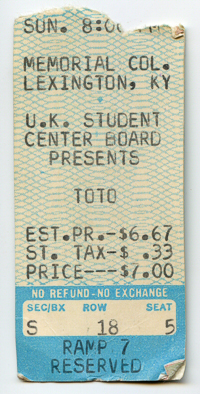 SUN. 8:00 PM
MEMORIAL COL.
LEXINGTON, KY
U.K. STUDENT
CENTER BOARD
PRESENTS
TOTO
EST.PR.-$6.67
ST. TAX-$ .33
PRICE---$7.00
NO REFUND-NO EXCHANGE
SEC/BX ROW SEAT
S 18 5
RAMP 7
RESERVED